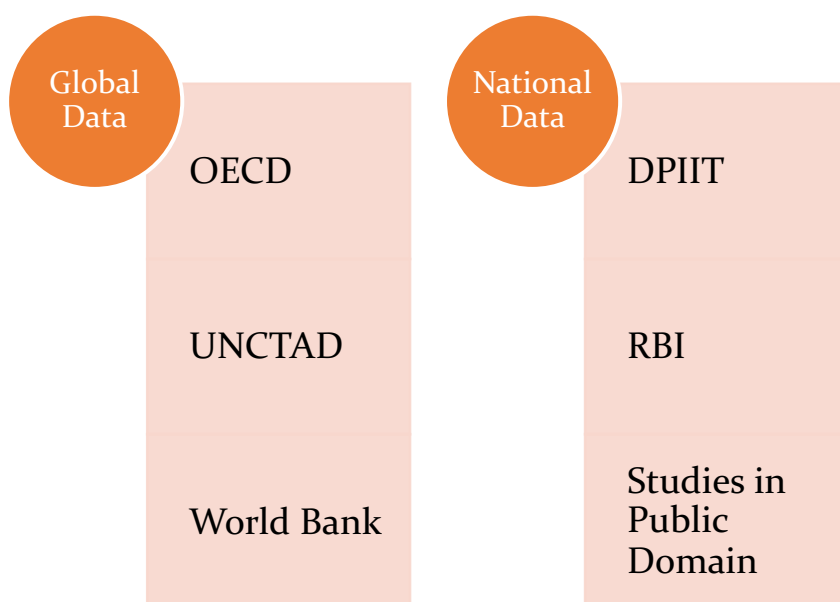 Global
Data
OECD
UNCTAD
World Bank
National
Data
DPIIT
RBI
Studies in
Public
Domain